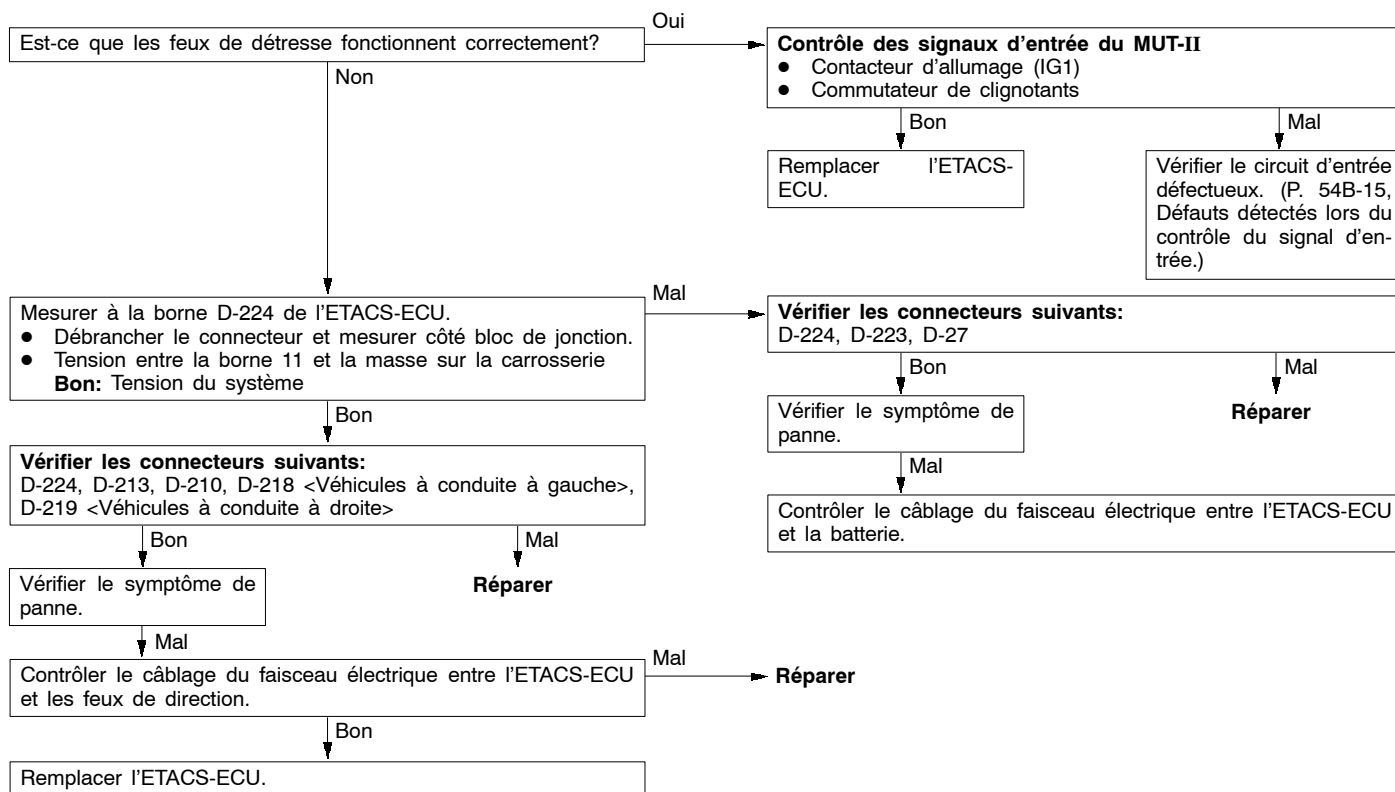 Est-ce que les feux de détresse fonctionnent correctement?
Oui
Non
Contrôle des signaux d'entrée du MUT-II
● Contacteur d'allumage (IG1)
● Commutateur de clignotants
Bon
Mal
Remplacer l'ETACS-
ECU.
Vérifier le circuit d'entrée
défectueux. (P. 54B-15,
Défauts détectés lors du
contrôle du signal d'en-
trée.)
Mesurer à la borne D-224 de l'ETACS-ECU.
● Débrancher le connecteur et mesurer côté bloc de jonction.
● Tension entre la borne 11 et la masse sur la carrosserie
Bon: Tension du système
Mal
Bon
Vérifier les connecteurs suivants:
D-224, D-223, D-27
Bon
Mal
Vérifier le symptôme de
panne.
Réparer
Mal
Contrôler le câblage du faisceau électrique entre l'ETACS-ECU
et la batterie.
Vérifier les connecteurs suivants:
D-224, D-213, D-210, D-218 <Véhicules à conduite à gauche>,
D-219 <Véhicules à conduite à droite>
Bon
Mal
Vérifier le symptôme de
panne.
Réparer
Mal
Contrôler le câblage du faisceau électrique entre l'ETACS-ECU
et les feux de direction.
Mal
Réparer
Bon
Remplacer l'ETACS-ECU.